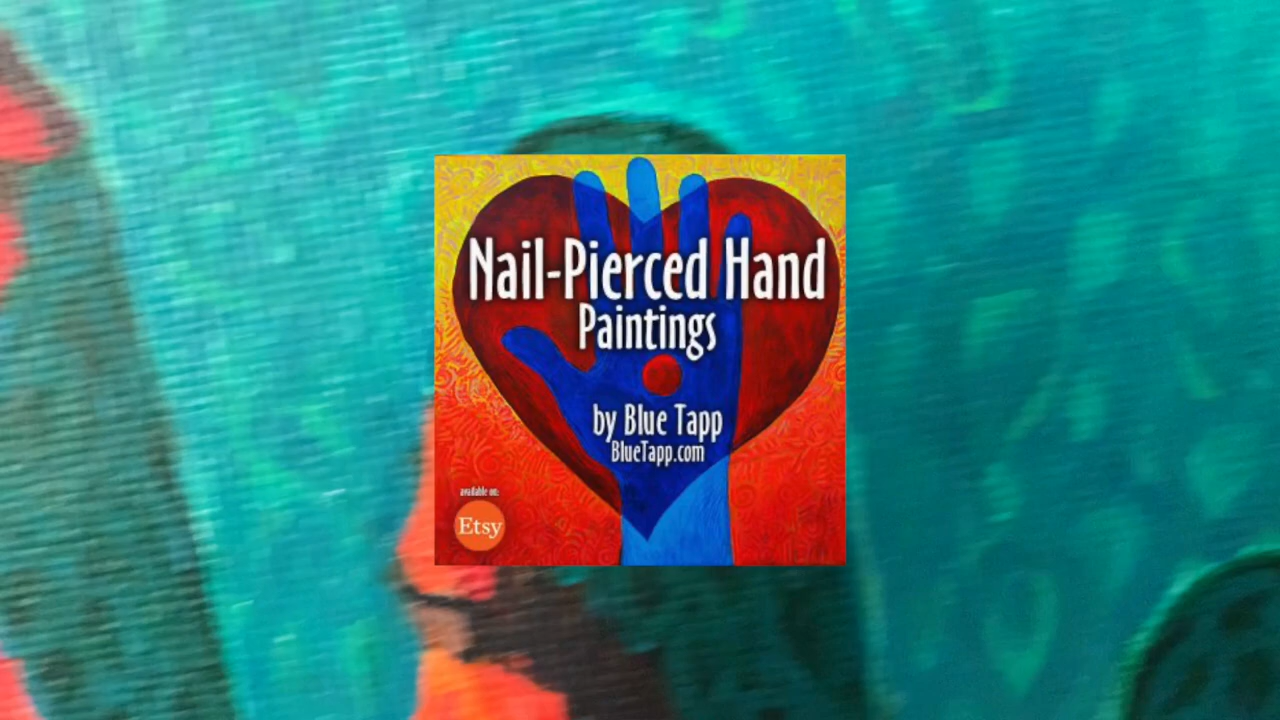 Nail-Pierced Hand
Paintings
by Blue Tapp
BlueTapp.com
available on:
Etsy